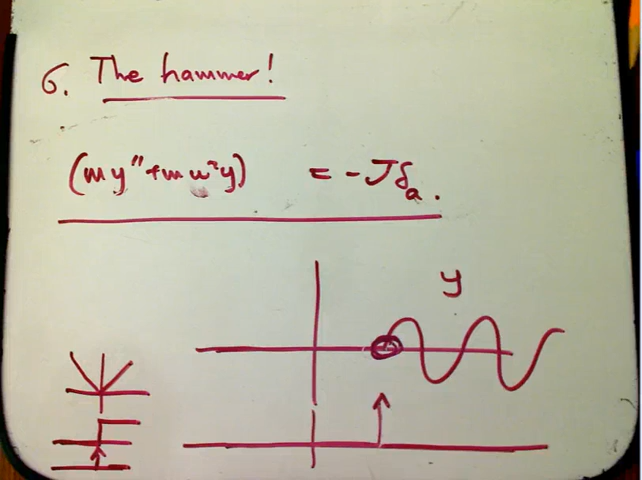 6. The hammer!
(my"+mω²y) = -Jδₐ.
y